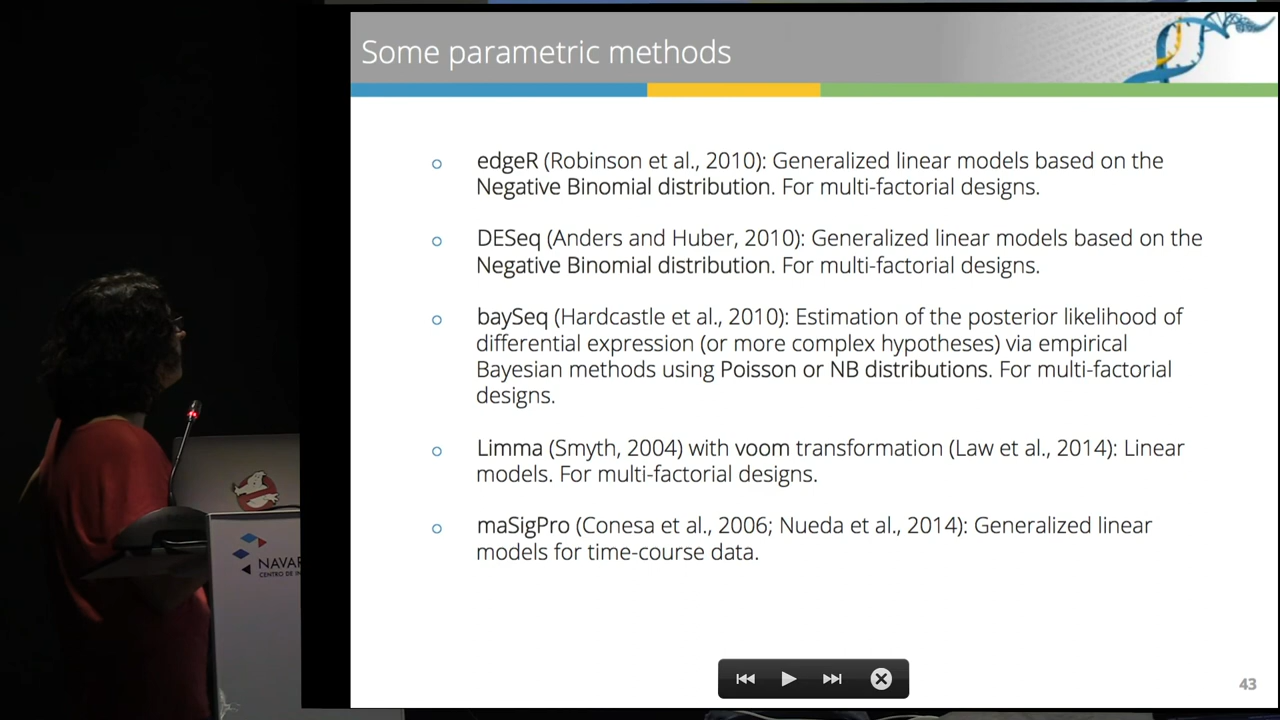 Some parametric methods
edgeR (Robinson et al., 2010): Generalized linear models based on the
Negative Binomial distribution. For multi-factorial designs.
DESeq (Anders and Huber, 2010): Generalized linear models based on the
Negative Binomial distribution. For multi-factorial designs.
baySeq (Hardcastle et al., 2010): Estimation of the posterior likelihood of
differential expression (or more complex hypotheses) via empirical
Bayesian methods using Poisson or NB distributions. For multi-factorial
designs.
Limma (Smyth, 2004) with voom transformation (Law et al., 2014): Linear
models. For multi-factorial designs.
maSigPro (Conesa et al., 2006; Nueda et al., 2014): Generalized linear
models for time-course data.
43
NAVAR
CENTRO DE IN